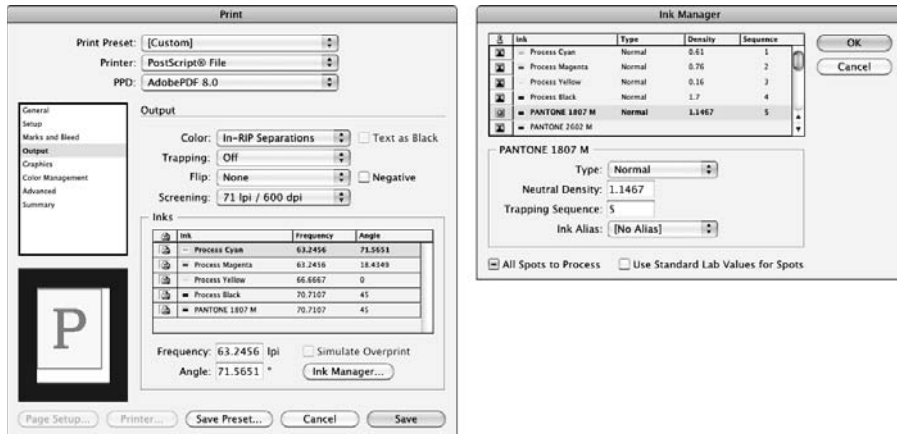 Print
Print Preset: [Custom]
Printer: PostScript® File
PPD: AdobePDF 8.0
General
Setup
Marks and Bleed
Output
Graphics
Color Management
Advanced
Summary
Output
Color: In-RIP Separations Text as Black
Trapping: Off
Flip: None Negative
Screening: 71 lpi / 600 dpi
Inks
Ink Frequency Angle
Process Cyan 63.2456 71.5651
Process Magenta 63.2456 18.4349
Process Yellow 66.6667 0
Process Black 70.7107 45
PANTONE 1807 M 70.7107 45
P
Frequency: 63.2456 lpi Simulate Overprint
Angle: 71.5651 ° Ink Manager...
Page Setup... Printer... Save Preset... Cancel Save
Ink Manager
Ink Type Density Sequence
Process Cyan Normal 0.61 1
Process Magenta Normal 0.76 2
Process Yellow Normal 0.16 3
Process Black Normal 1.7 4
PANTONE 1807 M Normal 1.1467 5
PANTONE 2602 M
OK
Cancel
PANTONE 1807 M
Type: Normal
Neutral Density: 1.1467
Trapping Sequence: 5
Ink Alias: [No Alias]
All Spots to Process Use Standard Lab Values for Spots